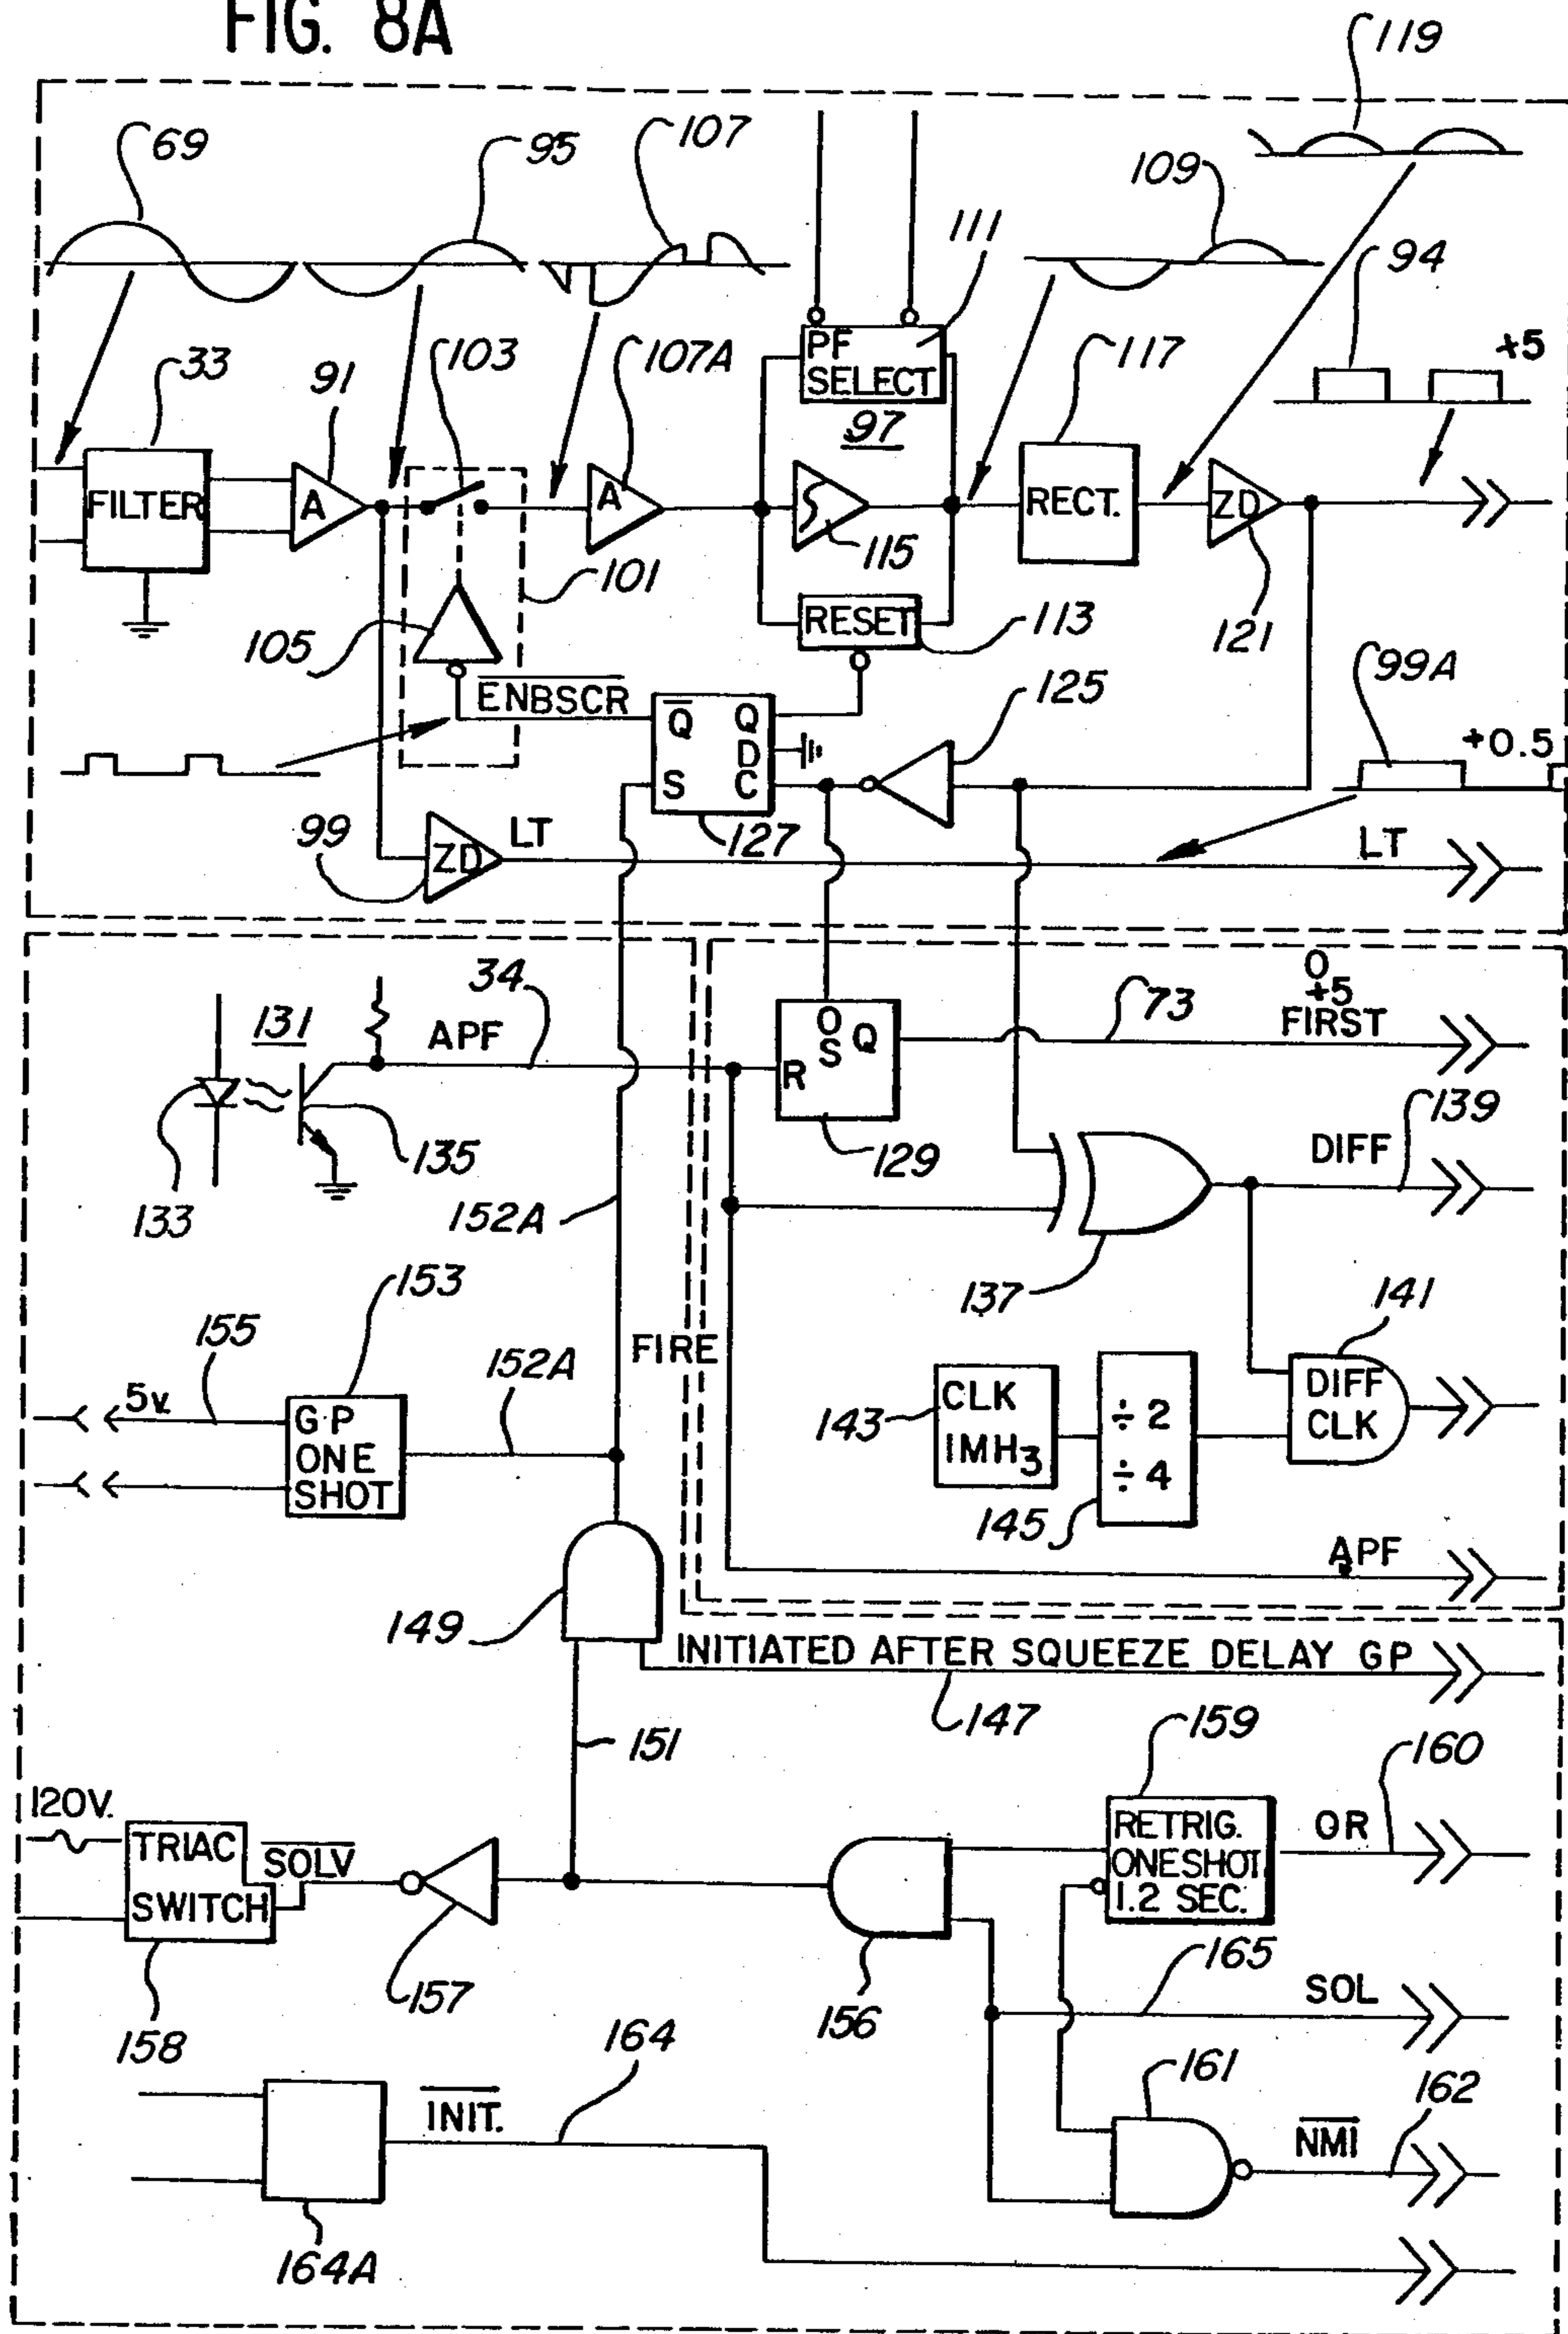 FIG. 8A
119
69
95
107
109
111
94
+5
33
91
103
107A
PF
SELECT
97
117
FILTER
A
A
RECT.
ZD
115
101
RESET
113
121
105
ENBSCR
Q Q
D
S C
125
99A
+0.5
99
ZD
LT
127
LT
34
131
APF
O
S Q
R
73
0
+5
FIRST
133
135
129
139
DIFF
152A
137
153
141
155
152A
FIRE
5V.
G.P
ONE
SHOT
143
CLK
1MH3
÷2
÷4
DIFF
CLK
145
APF
149
INITIATED AFTER SQUEEZE DELAY GP
147
151
159
160
120V.
TRIAC
SWITCH
SOLV
RETRIG.
ONESHOT
1.2 SEC.
OR
157
156
165
SOL
158
164
161
162
INIT.
NMI
164A